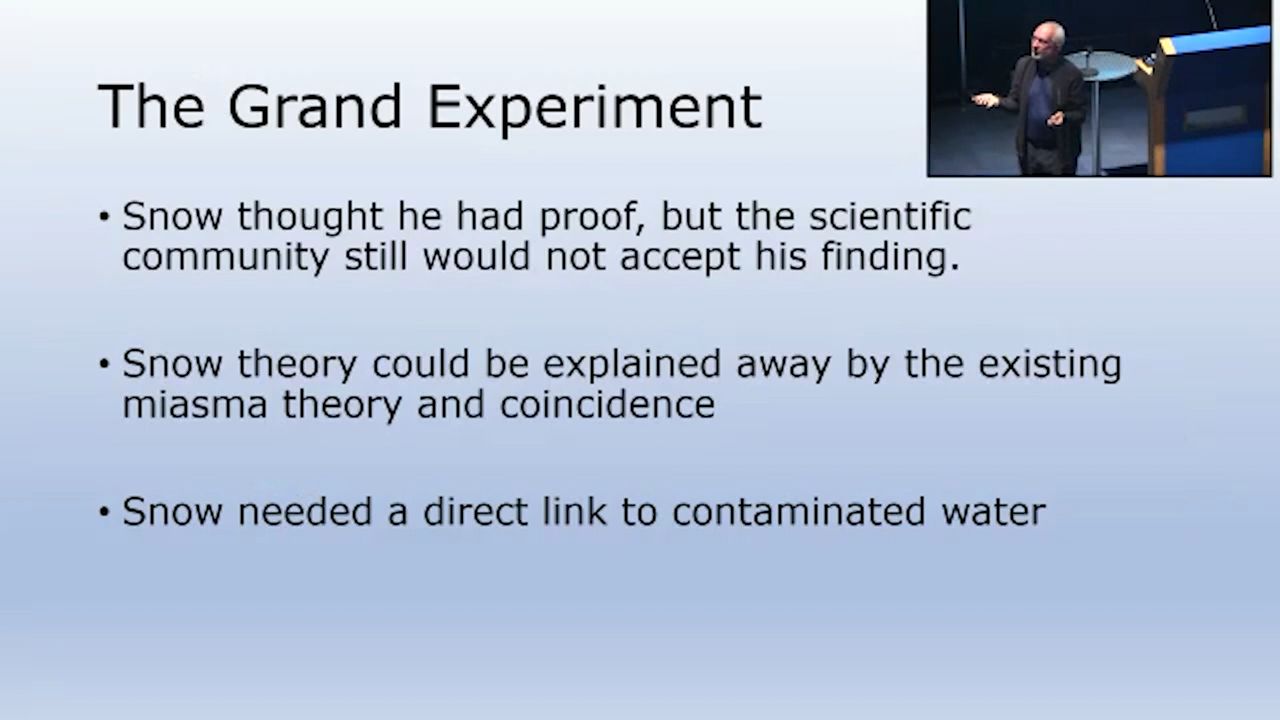 The Grand Experiment
• Snow thought he had proof, but the scientific
community still would not accept his finding.
• Snow theory could be explained away by the existing
miasma theory and coincidence
• Snow needed a direct link to contaminated water